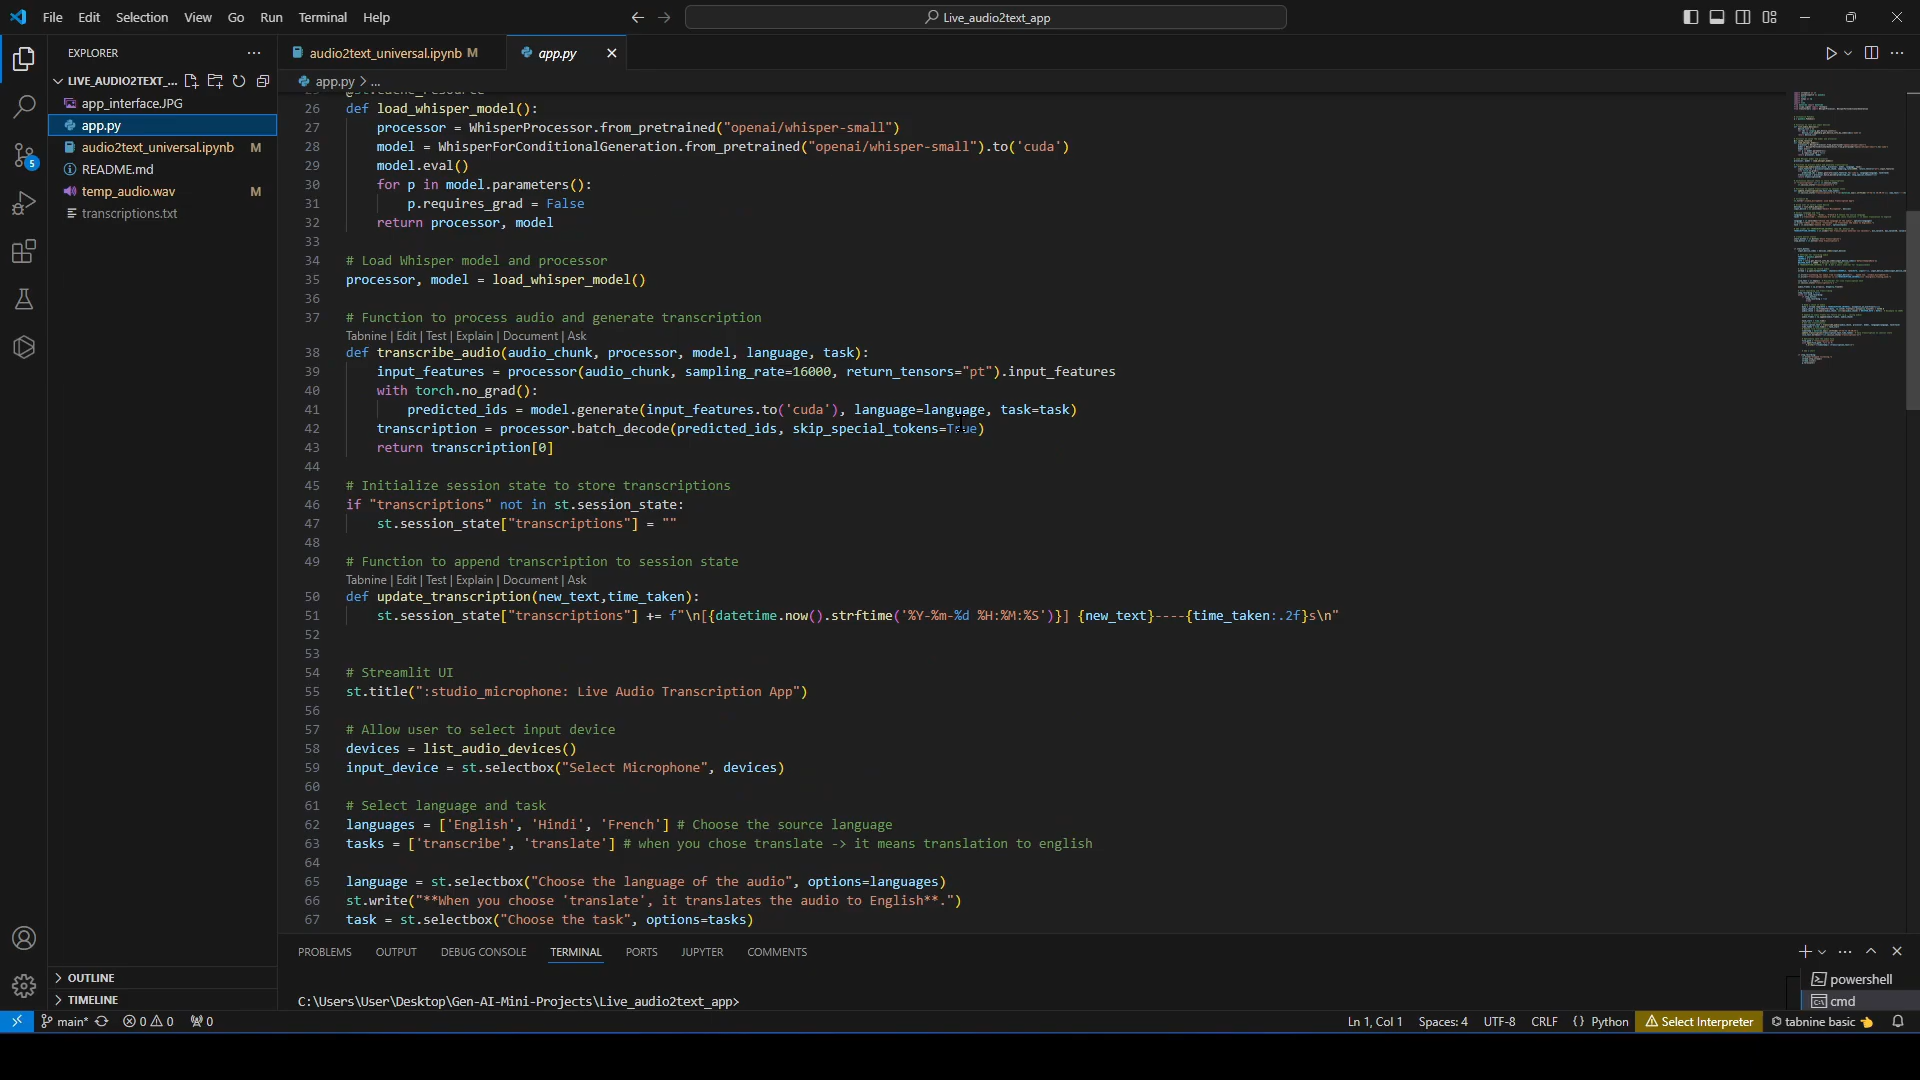 File Edit Selection View Go Run Terminal Help
Live_audio2text_app
EXPLORER
LIVE_AUDIO2TEXT_...
app_interface.JPG
app.py
audio2text_universal.ipynb M
README.md
temp_audio.wav M
transcriptions.txt
5
OUTLINE
TIMELINE
audio2text_universal.ipynb M
app.py
app.py > ...
26 def load_whisper_model():
27 processor = WhisperProcessor.from_pretrained("openai/whisper-small")
28 model = WhisperForConditionalGeneration.from_pretrained("openai/whisper-small").to('cuda')
29 model.eval()
30 for p in model.parameters():
31 p.requires_grad = False
32 return processor, model
33
34 # Load Whisper model and processor
35 processor, model = load_whisper_model()
36
37 # Function to process audio and generate transcription
Tabnine | Edit | Test | Explain | Document | Ask
38 def transcribe_audio(audio_chunk, processor, model, language, task):
39 input_features = processor(audio_chunk, sampling_rate=16000, return_tensors="pt").input_features
40 with torch.no_grad():
41 predicted_ids = model.generate(input_features.to('cuda'), language=language, task=task)
42 transcription = processor.batch_decode(predicted_ids, skip_special_tokens=True)
43 return transcription[0]
44
45 # Initialize session state to store transcriptions
46 if "transcriptions" not in st.session_state:
47 st.session_state["transcriptions"] = ""
48
49 # Function to append transcription to session state
Tabnine | Edit | Test | Explain | Document | Ask
50 def update_transcription(new_text,time_taken):
51 st.session_state["transcriptions"] += f"\n[{datetime.now().strftime('%Y-%m-%d %H:%M:%S')}] {new_text}----{time_taken:.2f}s\n"
52
53
54 # Streamlit UI
55 st.title(":studio_microphone: Live Audio Transcription App")
56
57 # Allow user to select input device
58 devices = list_audio_devices()
59 input_device = st.selectbox("Select Microphone", devices)
60
61 # Select language and task
62 languages = ['English', 'Hindi', 'French'] # Choose the source language
63 tasks = ['transcribe', 'translate'] # when you chose translate -> it means translation to english
64
65 language = st.selectbox("Choose the language of the audio", options=languages)
66 st.write("**When you choose 'translate', it translates the audio to English**.")
67 task = st.selectbox("Choose the task", options=tasks)
PROBLEMS OUTPUT DEBUG CONSOLE TERMINAL PORTS JUPYTER COMMENTS
C:\Users\User\Desktop\Gen-AI-Mini-Projects\Live_audio2text_app>
powershell
cmd
main* 0 0 0 Ln 1, Col 1 Spaces: 4 UTF-8 CRLF {} Python Select Interpreter tabnine basic